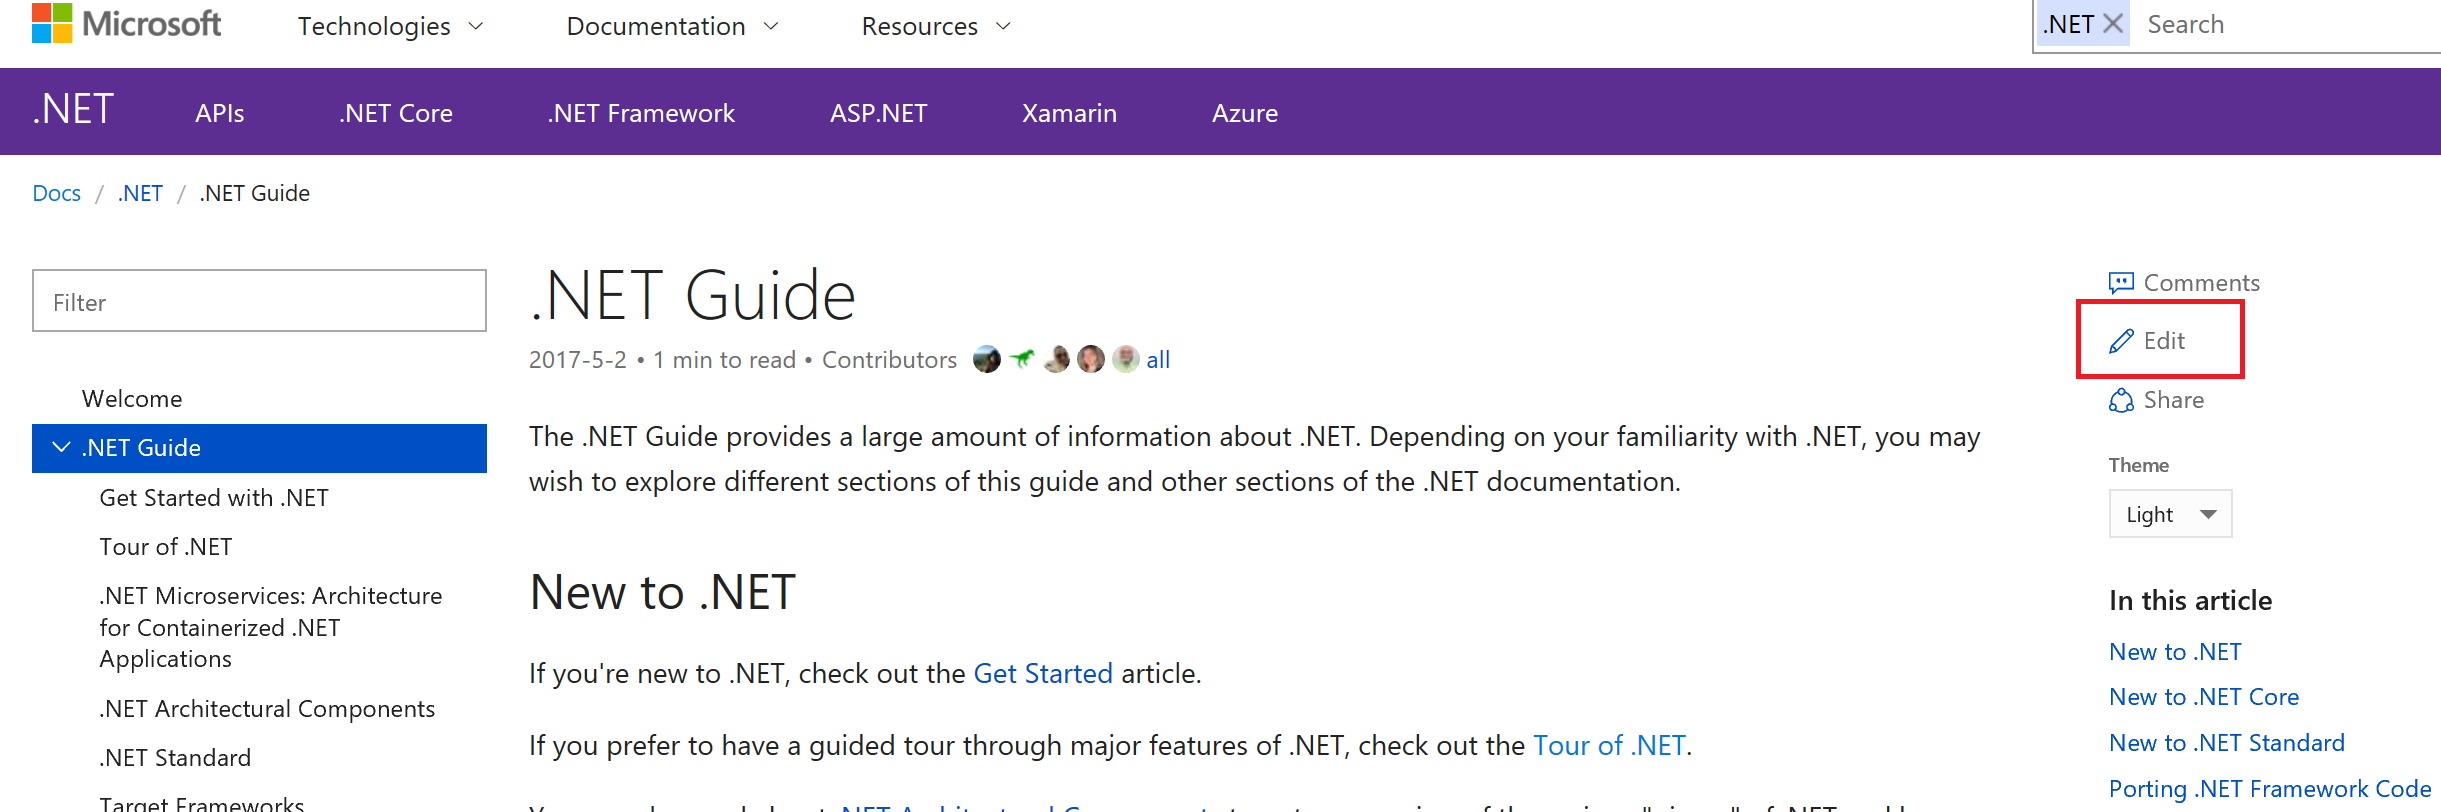 Microsoft Technologies Documentation Resources .NET Search
.NET APIs .NET Core .NET Framework ASP.NET Xamarin Azure
Docs / .NET / .NET Guide
Filter
Welcome
.NET Guide
Get Started with .NET
Tour of .NET
.NET Microservices: Architecture
for Containerized .NET
Applications
.NET Architectural Components
.NET Standard
Target Frameworks
.NET Guide
2017-5-2 • 1 min to read • Contributors all
The .NET Guide provides a large amount of information about .NET. Depending on your familiarity with .NET, you may
wish to explore different sections of this guide and other sections of the .NET documentation.
New to .NET
If you're new to .NET, check out the Get Started article.
If you prefer to have a guided tour through major features of .NET, check out the Tour of .NET.
Comments
Edit
Share
Theme
Light
In this article
New to .NET
New to .NET Core
New to .NET Standard
Porting .NET Framework Code